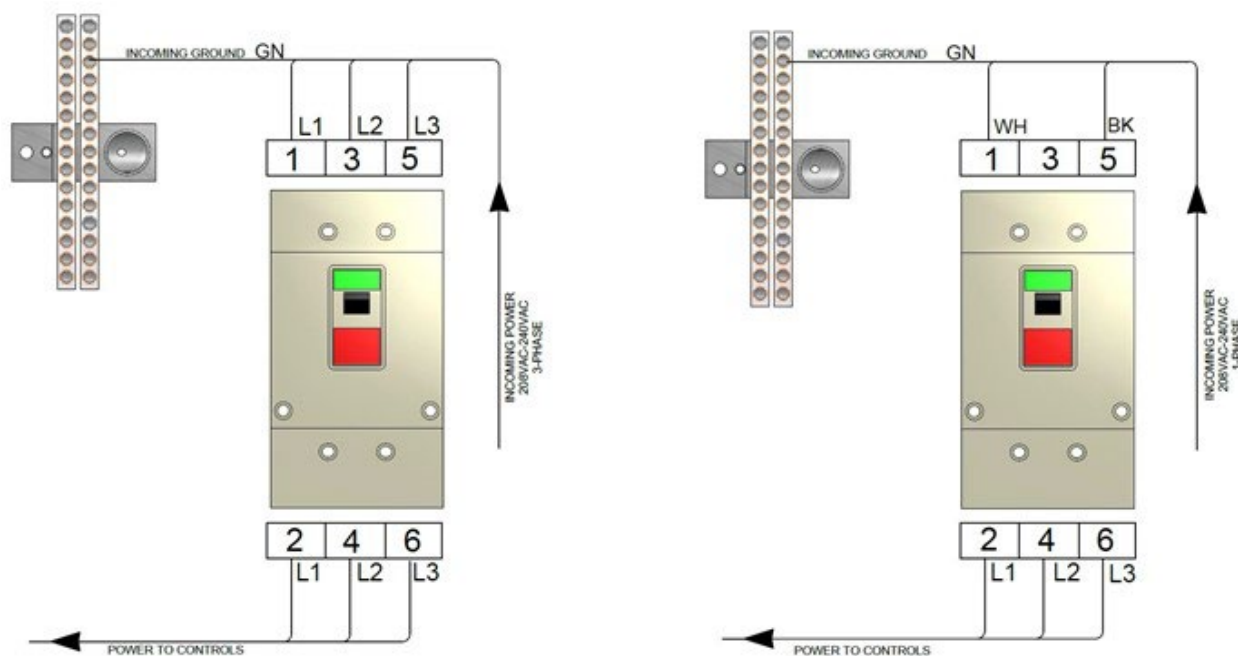 INCOMING GROUND GN
L1 L2 L3
1 3 5
INCOMING POWER
208VAC-240VAC
3-PHASE
2 4 6
L1 L2 L3
POWER TO CONTROLS
INCOMING GROUND GN
WH BK
1 3 5
INCOMING POWER
208VAC-240VAC
1-PHASE
2 4 6
L1 L2 L3
POWER TO CONTROLS